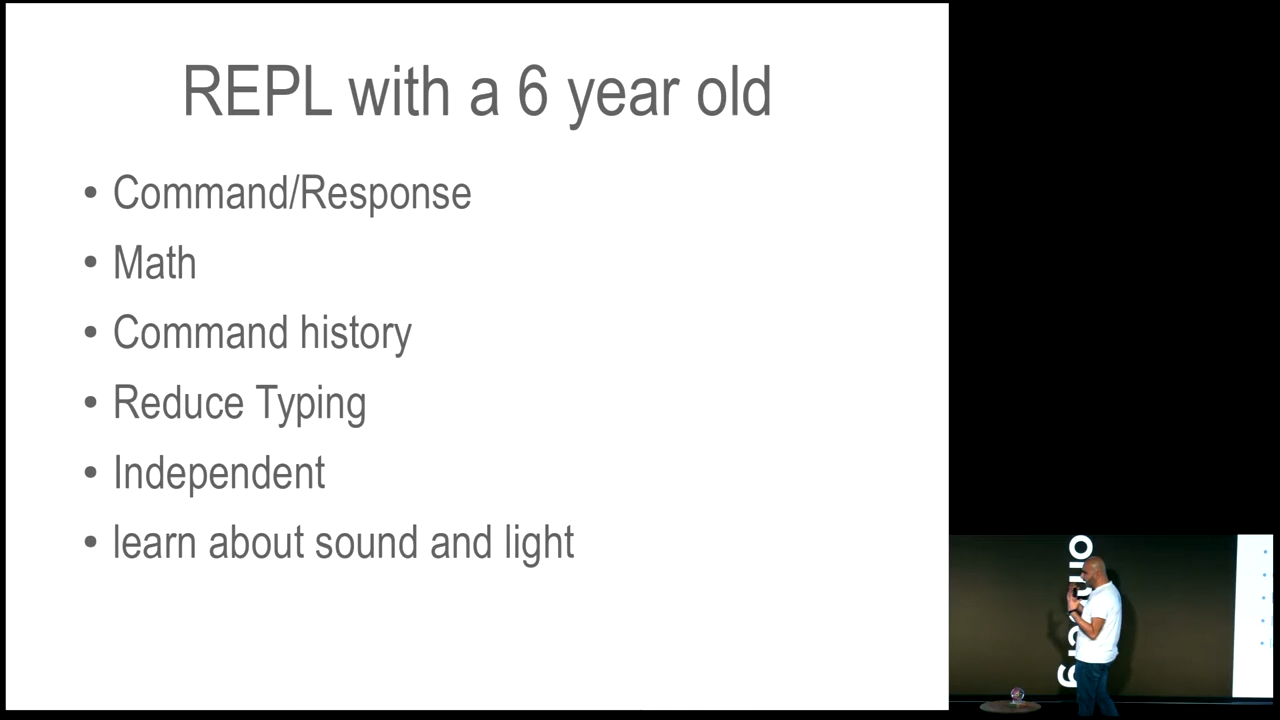 REPL with a 6 year old
• Command/Response
• Math
• Command history
• Reduce Typing
• Independent
• learn about sound and light